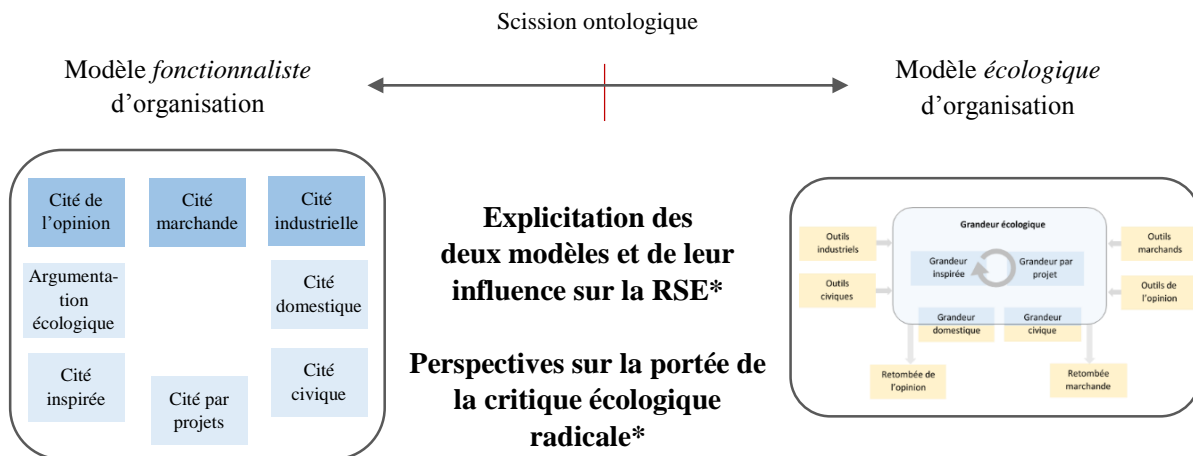 Scission ontologique
Modèle fonctionnaliste
d’organisation
Modèle écologique
d’organisation
Cité de
l’opinion
Cité
marchande
Cité
industrielle
Argumenta-
tion
écologique
Cité
domestique
Cité
inspirée
Cité par
projets
Cité
civique
Explicitation des
deux modèles et de leur
influence sur la RSE*
Perspectives sur la portée de
la critique écologique
radicale*
Grandeur écologique
Outils
industriels
Outils
marchands
Grandeur
inspirée
Grandeur par
projet
Outils
civiques
Outils de
l’opinion
Grandeur
domestique
Grandeur
civique
Retombée de
l’opinion
Retombée
marchande